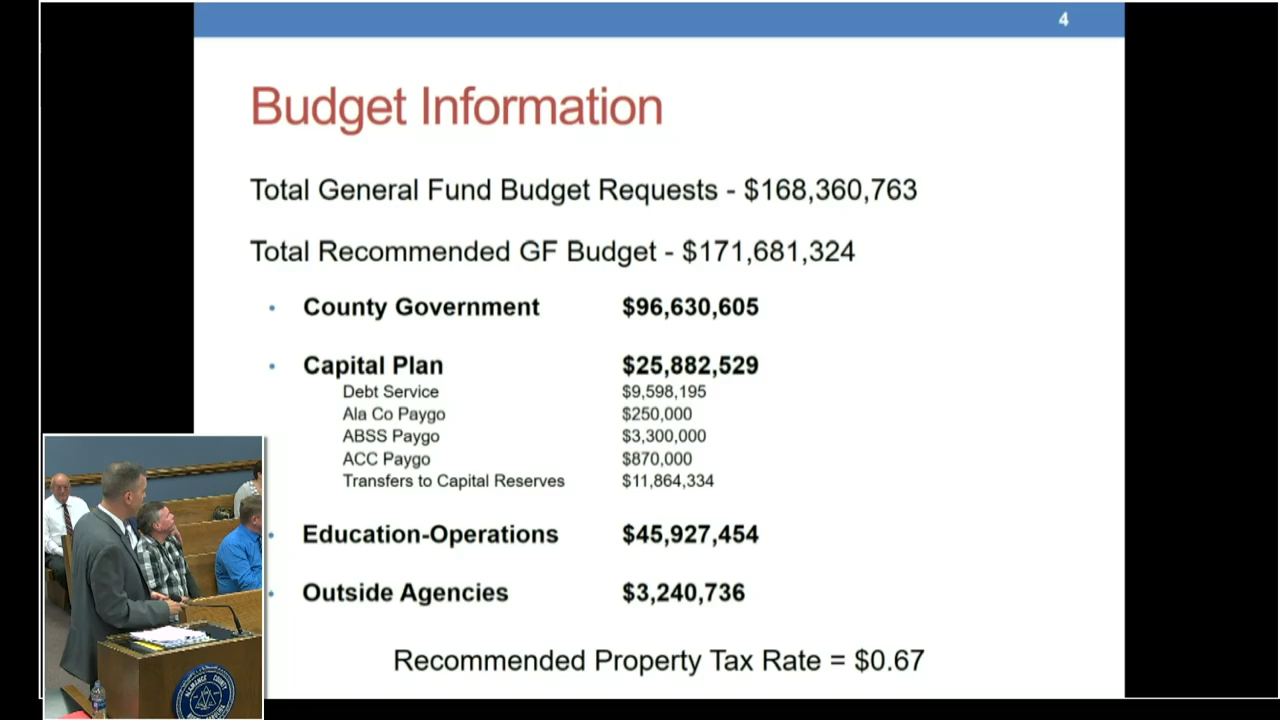 4
Budget Information
Total General Fund Budget Requests - $168,360,763
Total Recommended GF Budget - $171,681,324
• County Government $96,630,605
• Capital Plan $25,882,529
Debt Service $9,598,195
Ala Co Paygo $250,000
ABSS Paygo $3,300,000
ACC Paygo $870,000
Transfers to Capital Reserves $11,864,334
• Education-Operations $45,927,454
• Outside Agencies $3,240,736
Recommended Property Tax Rate = $0.67
ALAMANCE COUNTY